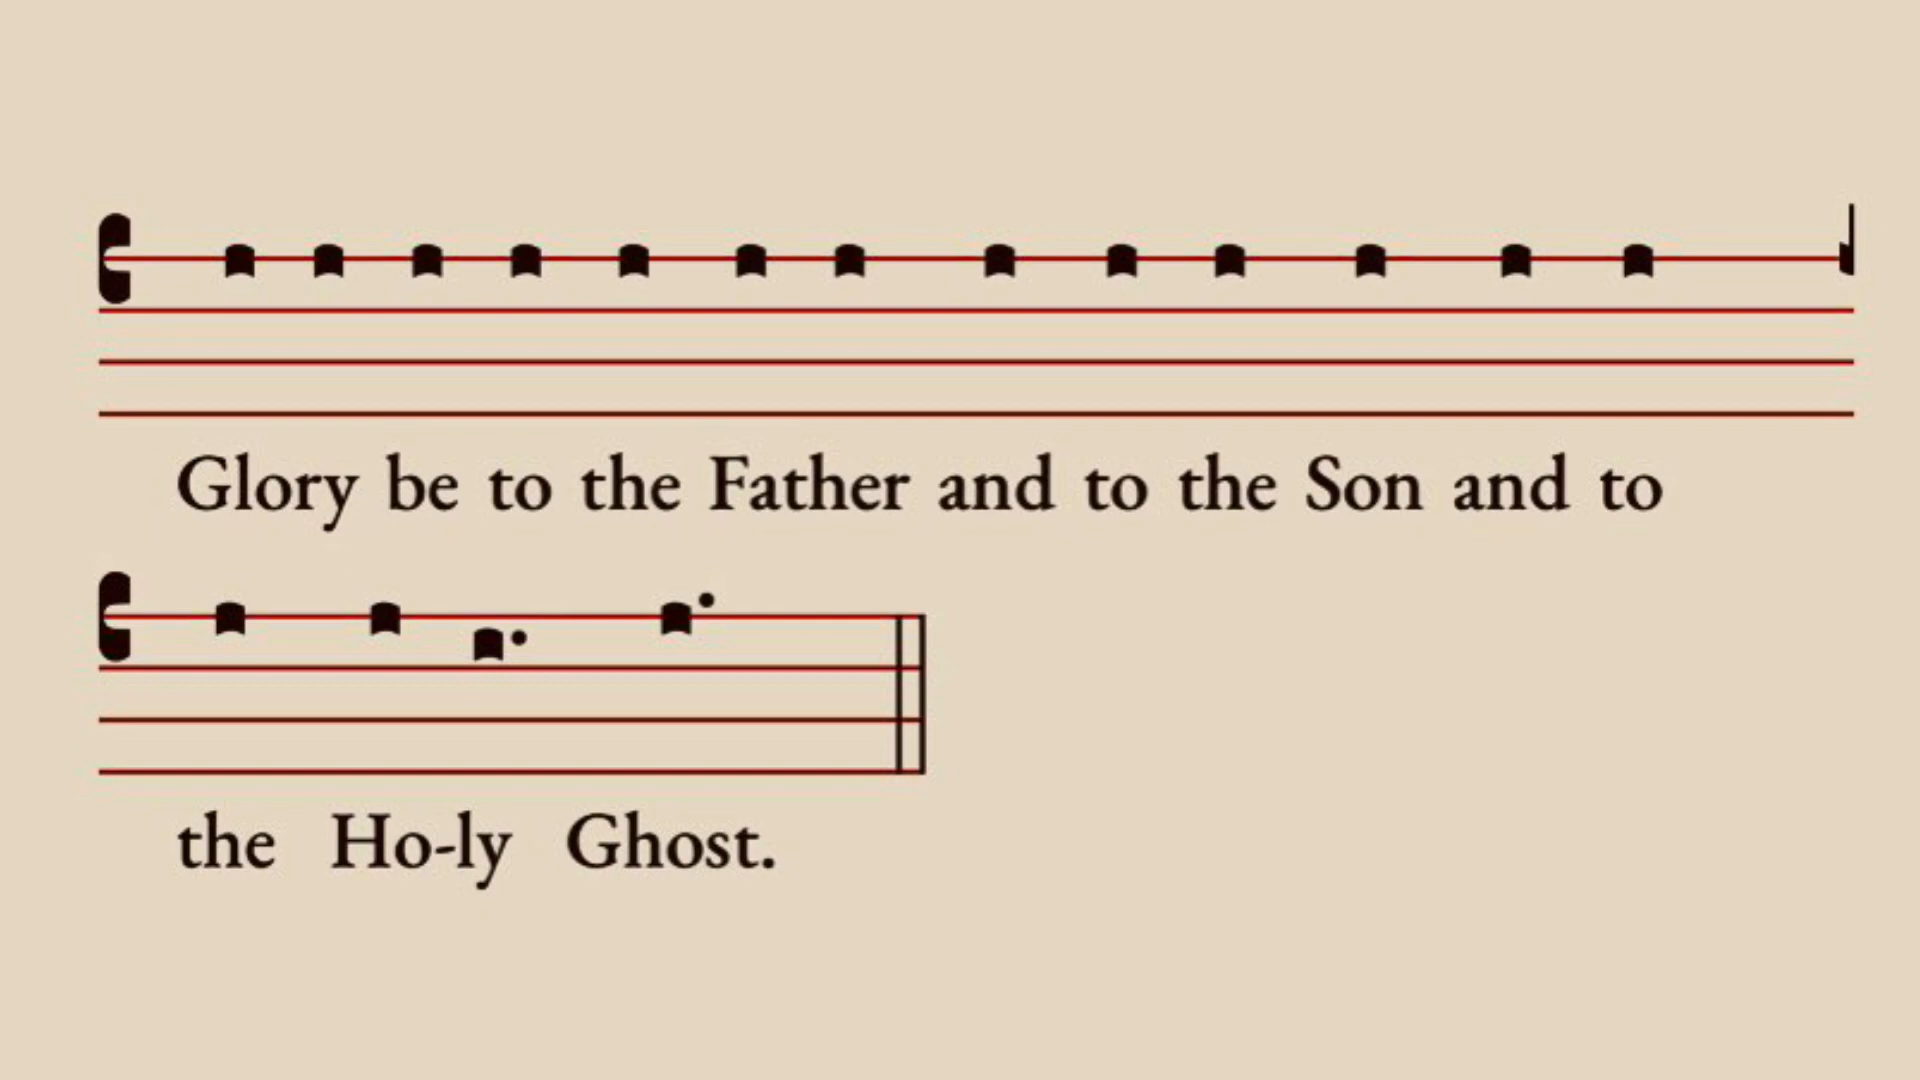 Glory be to the Father and to the Son and to
the Ho-ly Ghost.